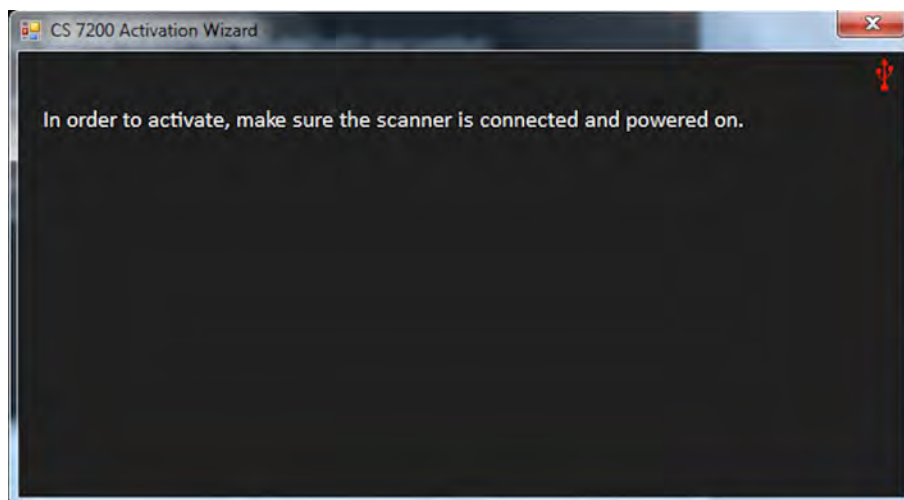 CS 7200 Activation Wizard
In order to activate, make sure the scanner is connected and powered on.